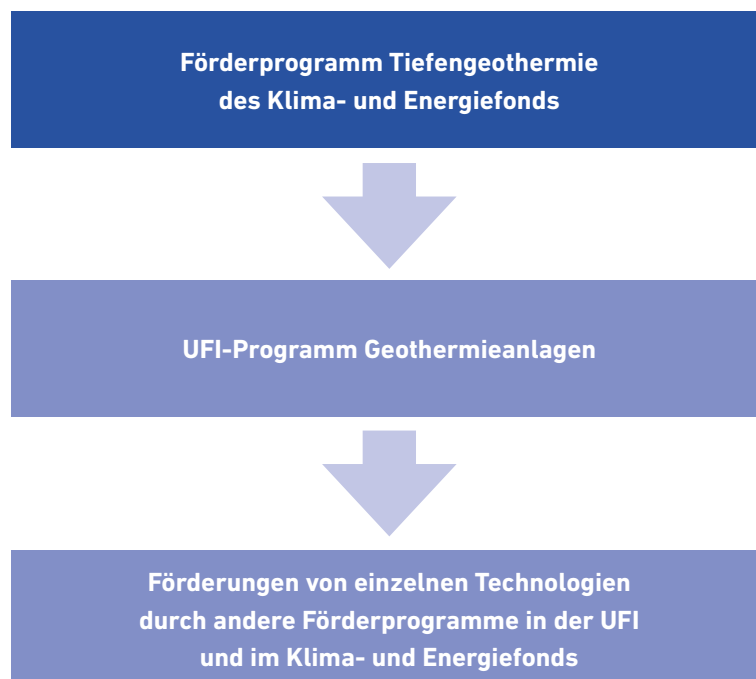 Förderprogramm Tiefengeothermie
des Klima- und Energiefonds
UFI-Programm Geothermieanlagen
Förderungen von einzelnen Technologien
durch andere Förderprogramme in der UFI
und im Klima- und Energiefonds